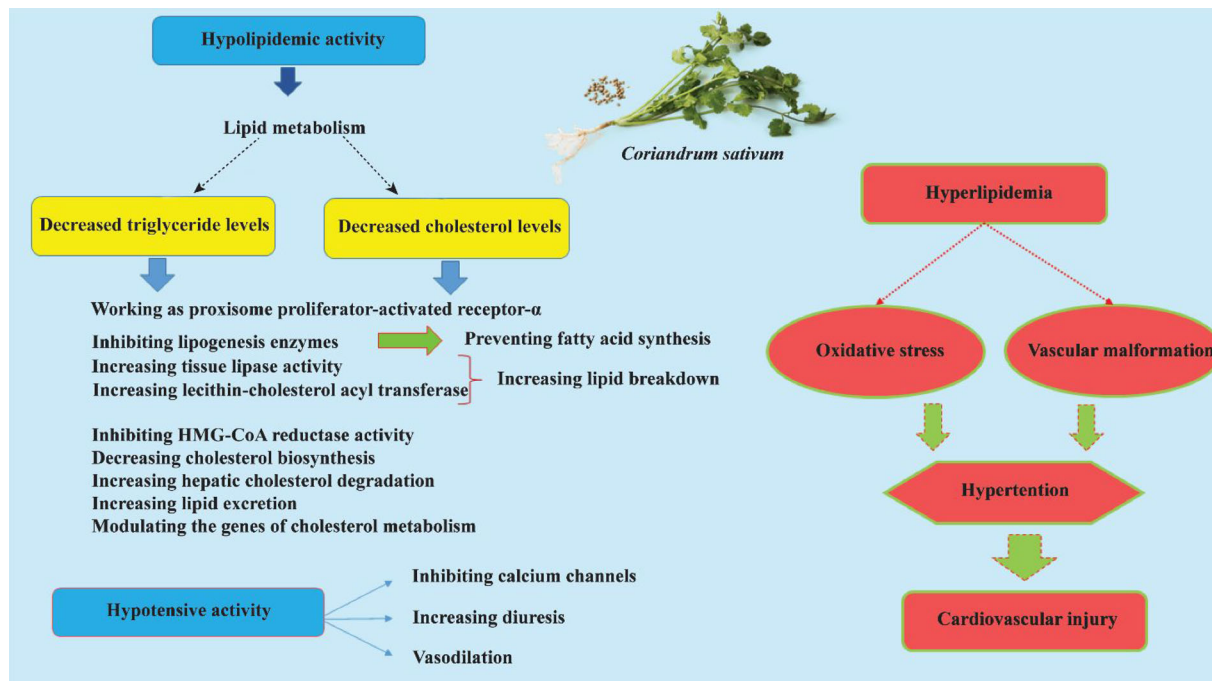 Hypolipidemic activity
Lipid metabolism
Coriandrum sativum
Decreased triglyceride levels
Decreased cholesterol levels
Working as proxisome proliferator-activated receptor-α
Inhibiting lipogenesis enzymes
Preventing fatty acid synthesis
Increasing tissue lipase activity
Increasing lecithin-cholesterol acyl transferase
Increasing lipid breakdown
Inhibiting HMG-CoA reductase activity
Decreasing cholesterol biosynthesis
Increasing hepatic cholesterol degradation
Increasing lipid excretion
Modulating the genes of cholesterol metabolism
Hypotensive activity
Inhibiting calcium channels
Increasing diuresis
Vasodilation
Hyperlipidemia
Oxidative stress
Vascular malformation
Hypertention
Cardiovascular injury